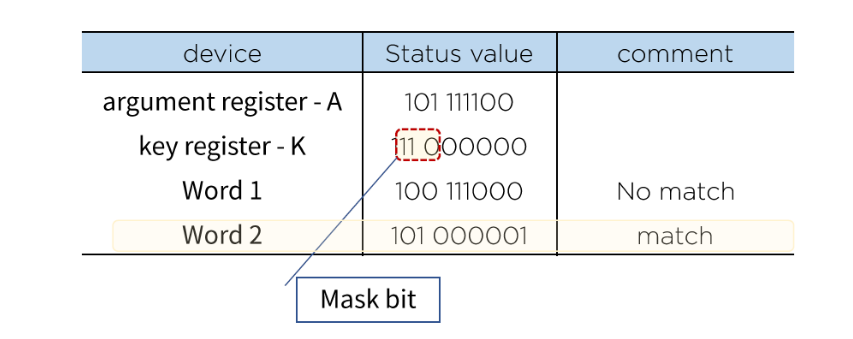 device Status value comment
argument register - A 101 111100
key register - K 111 000000
Word 1 100 111000 No match
Word 2 101 000001 match
Mask bit